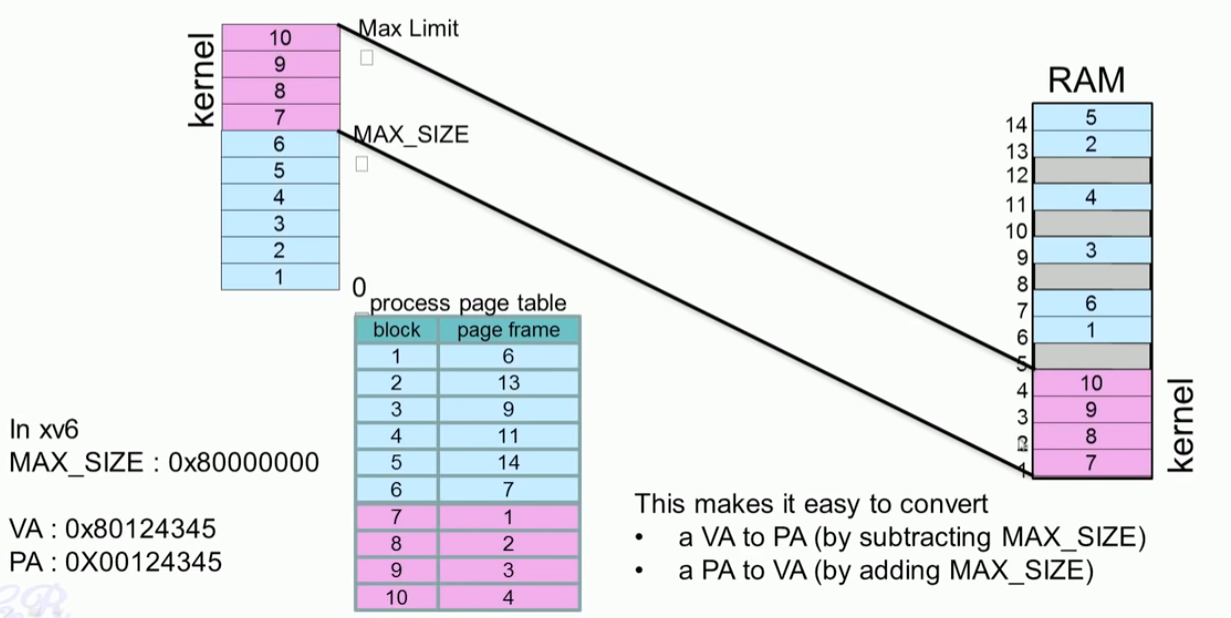 kernel
10
9
8
7
6
5
4
3
2
1
Max Limit
MAX_SIZE
0
process page table
block page frame
1 6
2 13
3 9
4 11
5 14
6 7
7 1
8 2
9 3
10 4
In xv6
MAX_SIZE : 0x80000000
VA : 0x80124345
PA : 0X00124345
RAM
14 5
13 2
12
11 4
10
9 3
8
7 6
6 1
5
4 10
3 9
2 8
1 7
kernel
This makes it easy to convert
• a VA to PA (by subtracting MAX_SIZE)
• a PA to VA (by adding MAX_SIZE)